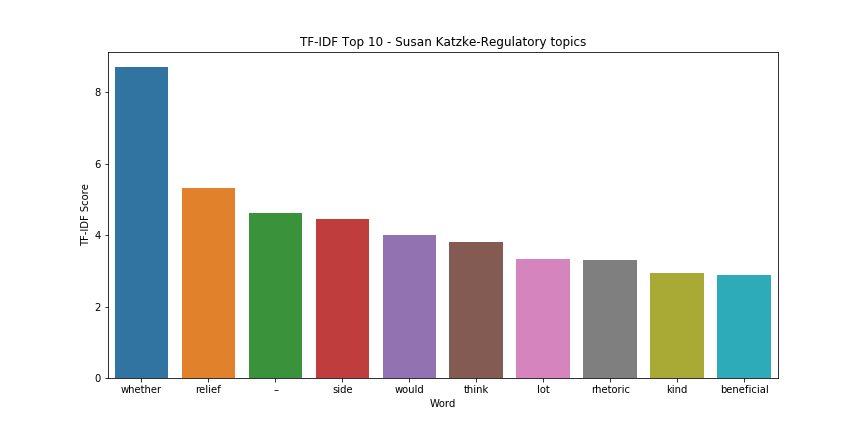 TF-IDF Top 10 - Susan Katzke-Regulatory topics
8
6
4
2
0
TF-IDF Score
whether relief – side would think lot rhetoric kind beneficial
Word